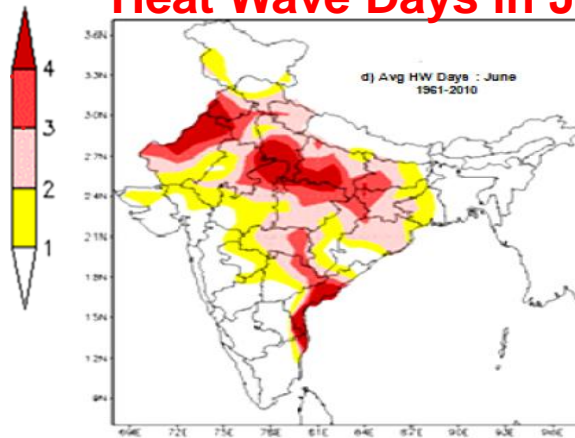 Heat Wave Days in J
d) Avg HW Days : June
1961-2010
4
3
2
1
36N
33N
30N
27N
24N
21N
18N
15N
12N
9N
69E 72E 75E 78E 81E 84E 87E 90E 93E 96E